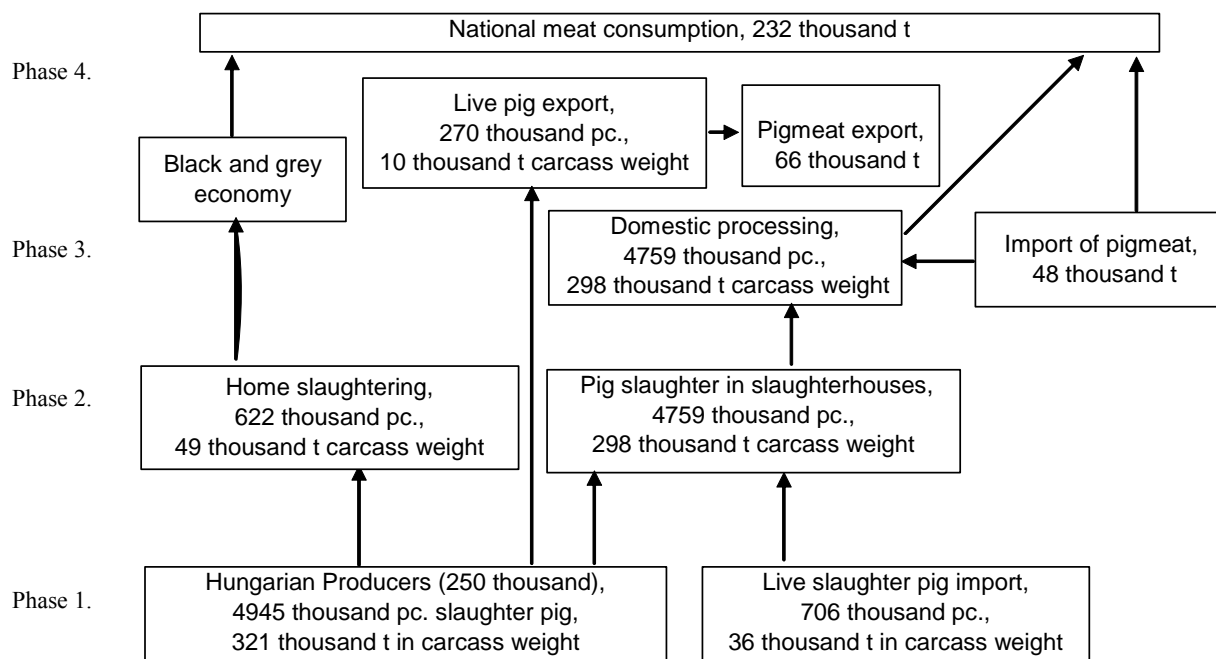 National meat consumption, 232 thousand t
Phase 4.
Live pig export,
270 thousand pc.,
10 thousand t carcass weight
Pigmeat export,
66 thousand t
Black and grey
economy
Phase 3.
Domestic processing,
4759 thousand pc.,
298 thousand t carcass weight
Import of pigmeat,
48 thousand t
Phase 2.
Home slaughtering,
622 thousand pc.,
49 thousand t carcass weight
Pig slaughter in slaughterhouses,
4759 thousand pc.,
298 thousand t carcass weight
Phase 1.
Hungarian Producers (250 thousand),
4945 thousand pc. slaughter pig,
321 thousand t in carcass weight
Live slaughter pig import,
706 thousand pc.,
36 thousand t in carcass weight